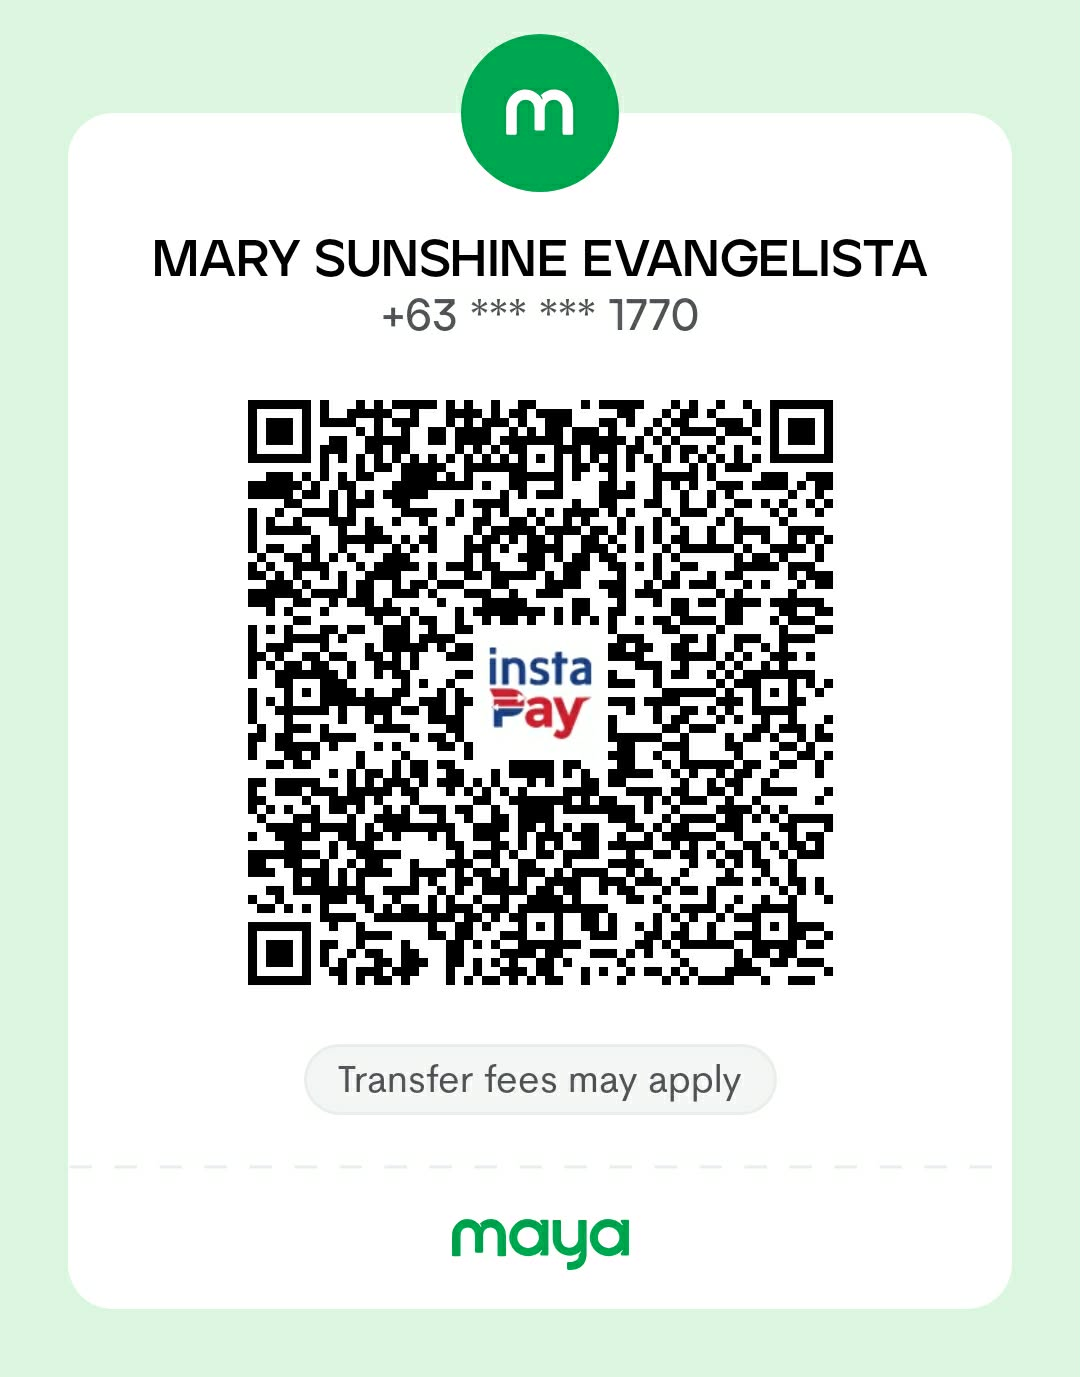 m
MARY SUNSHINE EVANGELISTA
+63 *** *** 1770
insta
Pay
Transfer fees may apply
maya